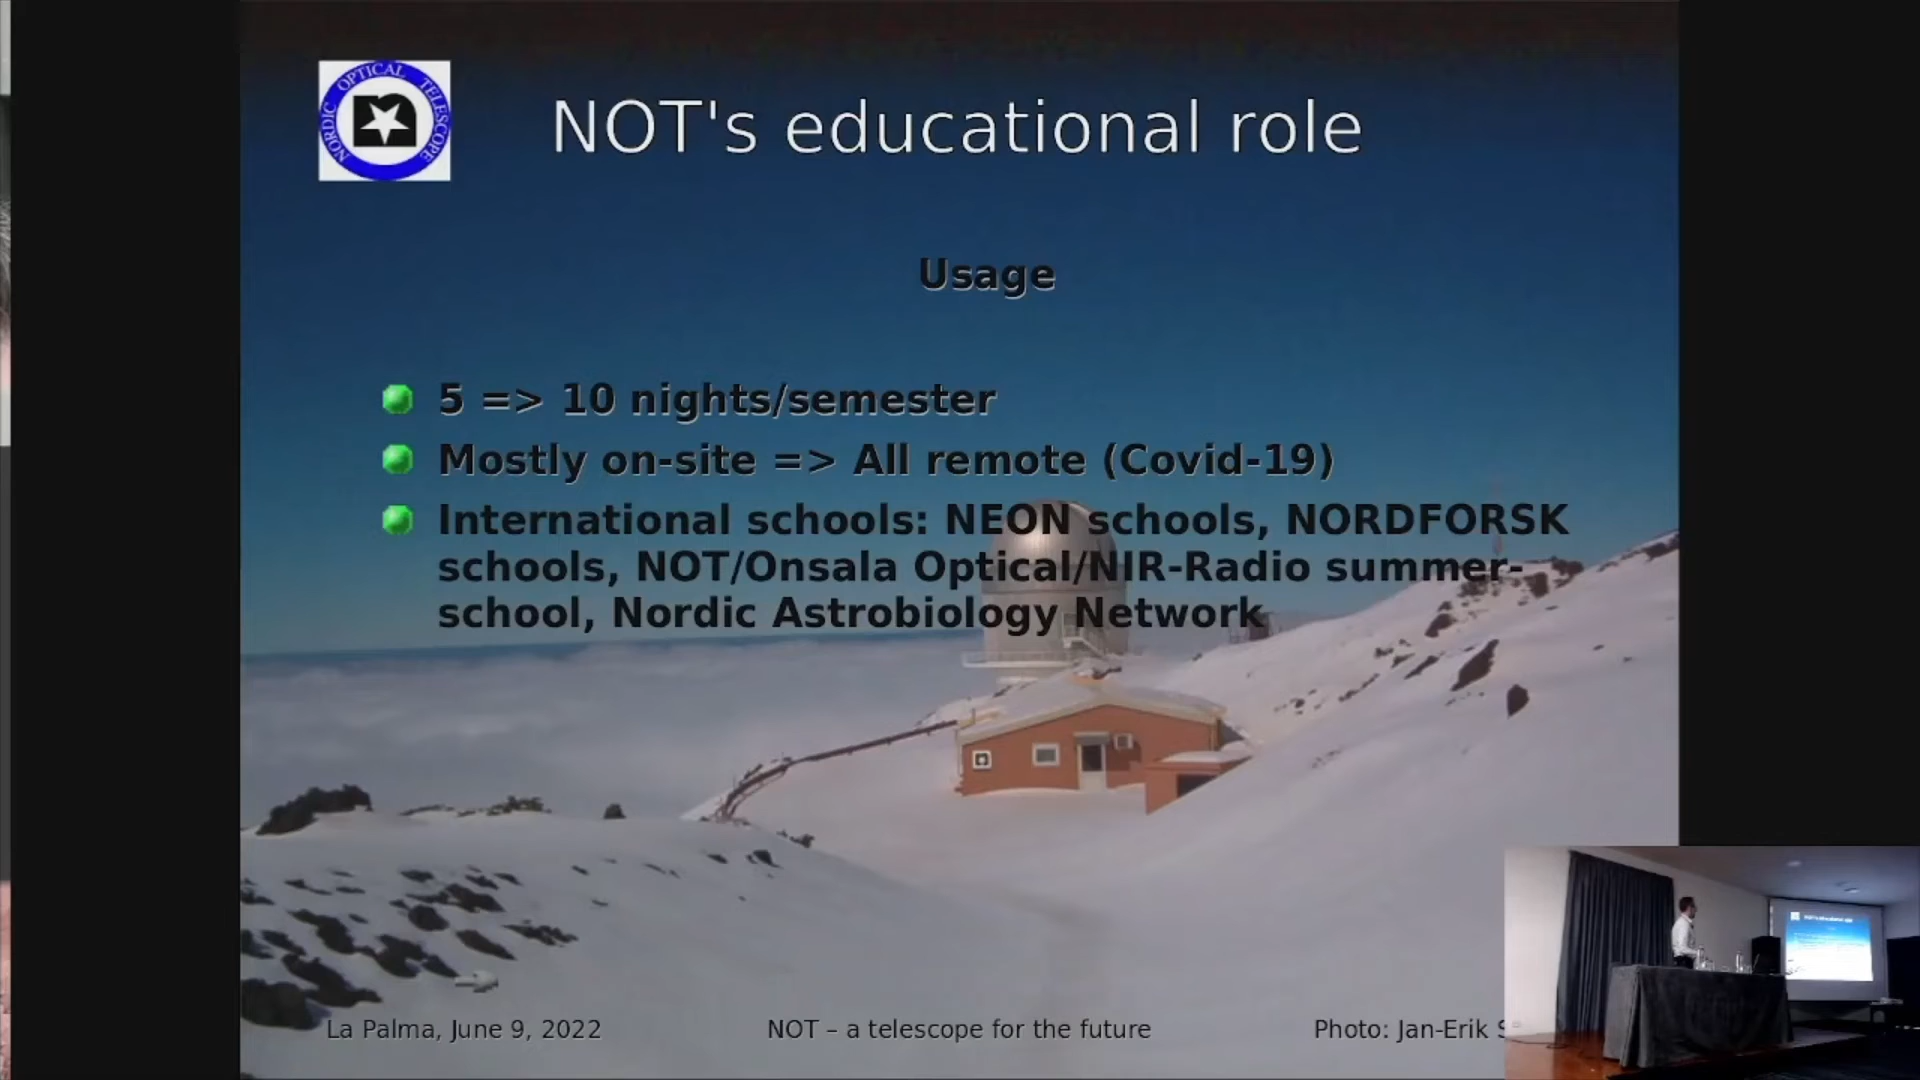 NORDIC OPTICAL TELESCOPE
NOT's educational role
Usage
5 => 10 nights/semester
Mostly on-site => All remote (Covid-19)
International schools: NEON schools, NORDFORSK
schools, NOT/Onsala Optical/NIR-Radio summer-
school, Nordic Astrobiology Network
La Palma, June 9, 2022
NOT – a telescope for the future
Photo: Jan-Erik